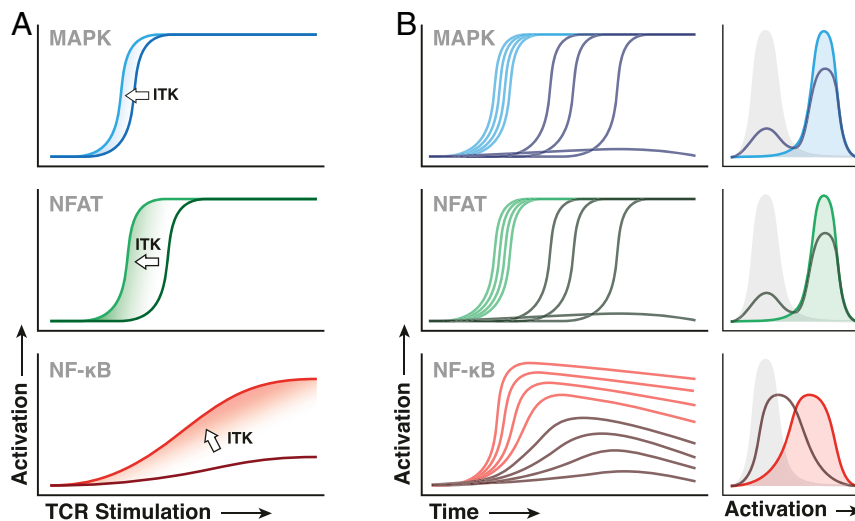 A
B
MAPK
ITK
MAPK
NFAT
ITK
NFAT
NF-κB
ITK
NF-κB
Activation
Activation
TCR Stimulation
Time
Activation